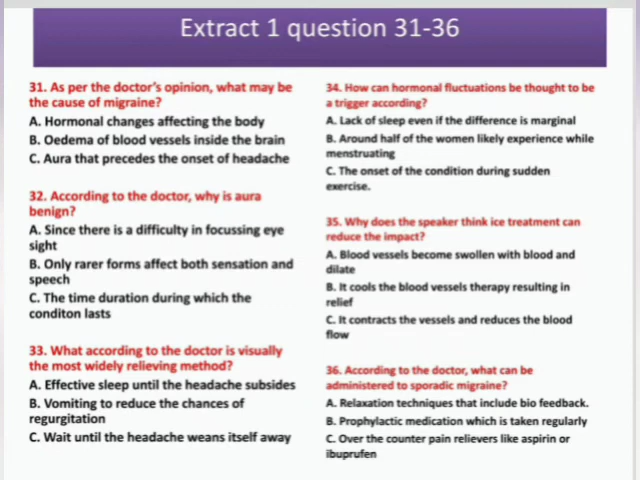 Extract 1 question 31-36
31. As per the doctor's opinion, what may be
the cause of migraine?
A. Hormonal changes affecting the body
B. Oedema of blood vessels inside the brain
C. Aura that precedes the onset of headache
32. According to the doctor, why is aura
benign?
A. Since there is a difficulty in focussing eye
sight
B. Only rarer forms affect both sensation and
speech
C. The time duration during which the
conditon lasts
33. What according to the doctor is visually
the most widely relieving method?
A. Effective sleep until the headache subsides
B. Vomiting to reduce the chances of
regurgitation
C. Wait until the headache weans itself away
34. How can hormonal fluctuations be thought to be
a trigger according?
A. Lack of sleep even if the difference is marginal
B. Around half of the women likely experience while
menstruating
C. The onset of the condition during sudden
exercise.
35. Why does the speaker think ice treatment can
reduce the impact?
A. Blood vessels become swollen with blood and
dilate
B. It cools the blood vessels therapy resulting in
relief
C. It contracts the vessels and reduces the blood
flow
36. According to the doctor, what can be
administered to sporadic migraine?
A. Relaxation techniques that include bio feedback.
B. Prophylactic medication which is taken regularly
C. Over the counter pain relievers like aspirin or
ibuprufen